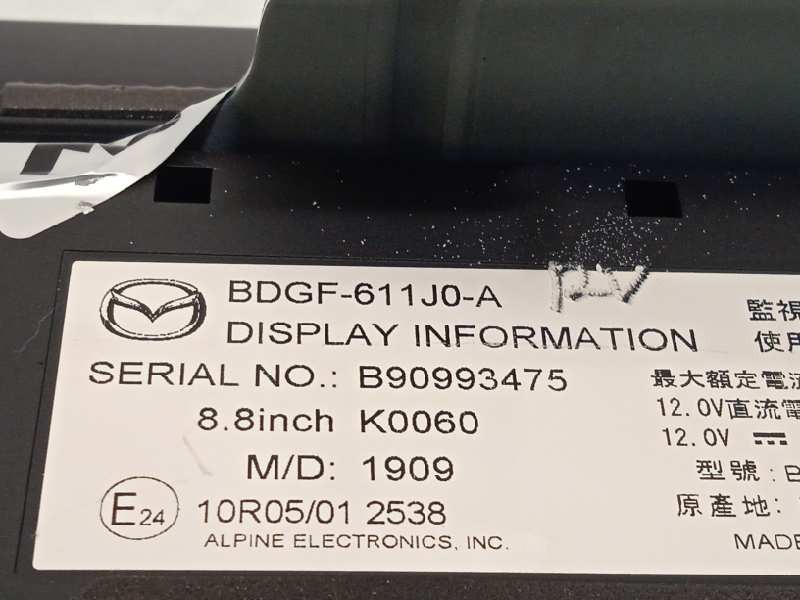 BDGF-611J0-A
DISPLAY INFORMATION
SERIAL NO.: B90993475
8.8inch K0060
M/D: 1909
E24 10R05/01 2538
ALPINE ELECTRONICS, INC.
監視
使用
最大額定電流
12.0V直流電
12.0V ⎓
型號: B
原產地:
MADE